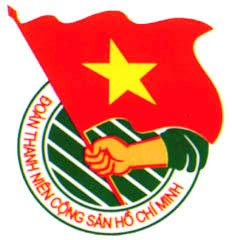 ĐOÀN THANH NIÊN CỘNG SẢN HỒ CHÍ MINH